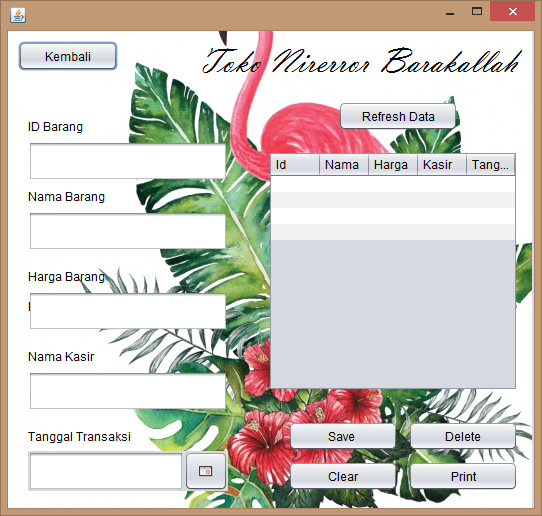 Kembali
Toko Nirerror Barakallah
Refresh Data
ID Barang
Id Nama Harga Kasir Tang...
Nama Barang
Harga Barang
Nama Kasir
Tanggal Transaksi
Save Delete
Clear Print